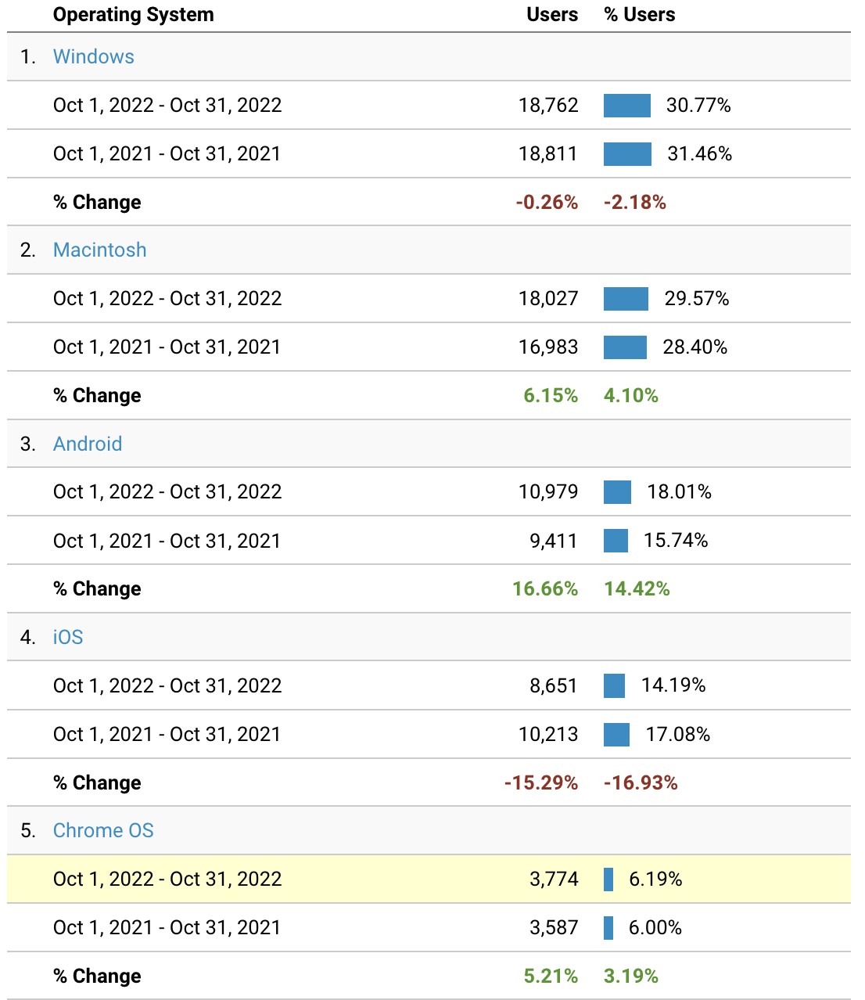 Operating System Users % Users
1. Windows
Oct 1, 2022 - Oct 31, 2022 18,762 30.77%
Oct 1, 2021 - Oct 31, 2021 18,811 31.46%
% Change -0.26% -2.18%
2. Macintosh
Oct 1, 2022 - Oct 31, 2022 18,027 29.57%
Oct 1, 2021 - Oct 31, 2021 16,983 28.40%
% Change 6.15% 4.10%
3. Android
Oct 1, 2022 - Oct 31, 2022 10,979 18.01%
Oct 1, 2021 - Oct 31, 2021 9,411 15.74%
% Change 16.66% 14.42%
4. iOS
Oct 1, 2022 - Oct 31, 2022 8,651 14.19%
Oct 1, 2021 - Oct 31, 2021 10,213 17.08%
% Change -15.29% -16.93%
5. Chrome OS
Oct 1, 2022 - Oct 31, 2022 3,774 6.19%
Oct 1, 2021 - Oct 31, 2021 3,587 6.00%
% Change 5.21% 3.19%